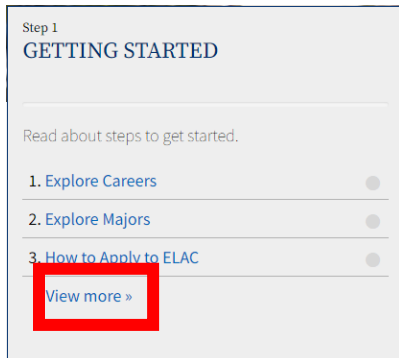 Step 1
GETTING STARTED
Read about steps to get started.
1. Explore Careers
2. Explore Majors
3. How to Apply to ELAC
View more »